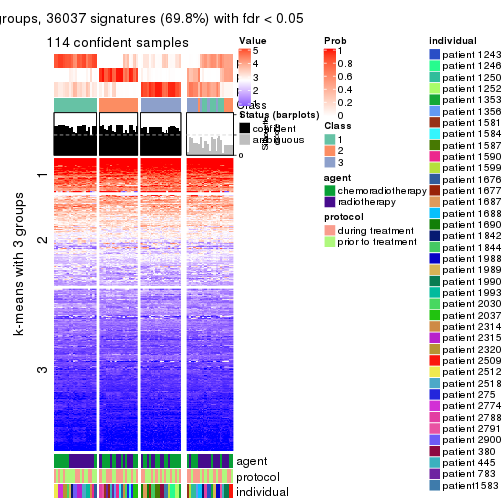 groups, 36037 signatures (69.8%) with fdr < 0.05
114 confident samples
k-means with 3 groups
1
2
3
Class
agent
protocol
individual
0
Value
5
4
3
2
1
Status (barplots)
confident
ambiguous
Prob
1
0.8
0.6
0.4
0.2
0
Class
1
2
3
agent
chemoradiotherapy
radiotherapy
protocol
during treatment
prior to treatment
individual
patient 1243
patient 1246
patient 1250
patient 1252
patient 1353
patient 1356
patient 1581
patient 1584
patient 1587
patient 1590
patient 1599
patient 1676
patient 1677
patient 1687
patient 1688
patient 1690
patient 1842
patient 1844
patient 1988
patient 1989
patient 1990
patient 1993
patient 2030
patient 2037
patient 2314
patient 2315
patient 2320
patient 2509
patient 2512
patient 2518
patient 275
patient 2774
patient 2788
patient 2791
patient 2900
patient 380
patient 445
patient 783
patient1583